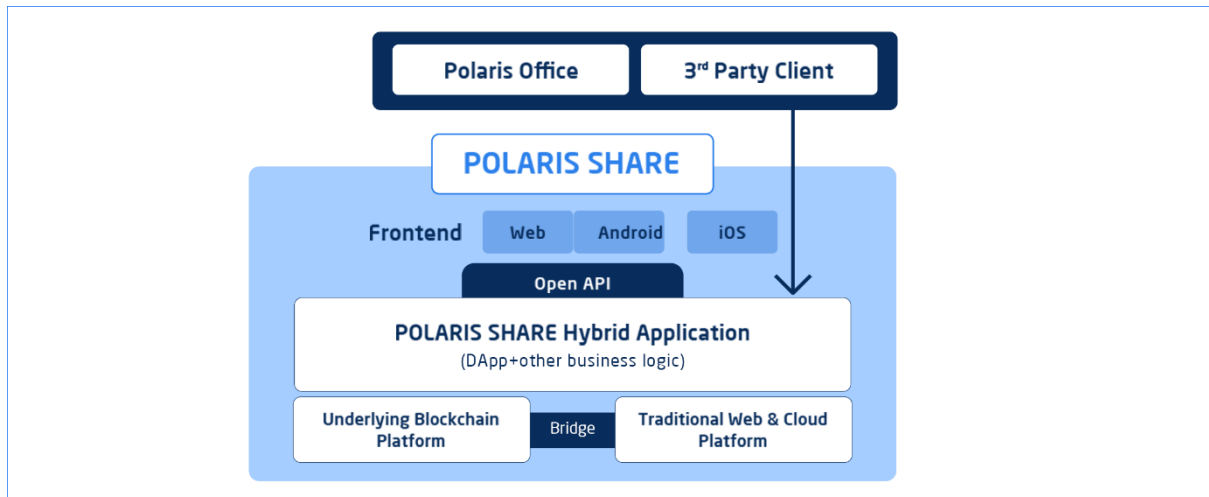 Polaris Office
3rd Party Client
POLARIS SHARE
Frontend
Web
Android
iOS
Open API
POLARIS SHARE Hybrid Application
(DApp+other business logic)
Underlying Blockchain
Platform
Bridge
Traditional Web & Cloud
Platform